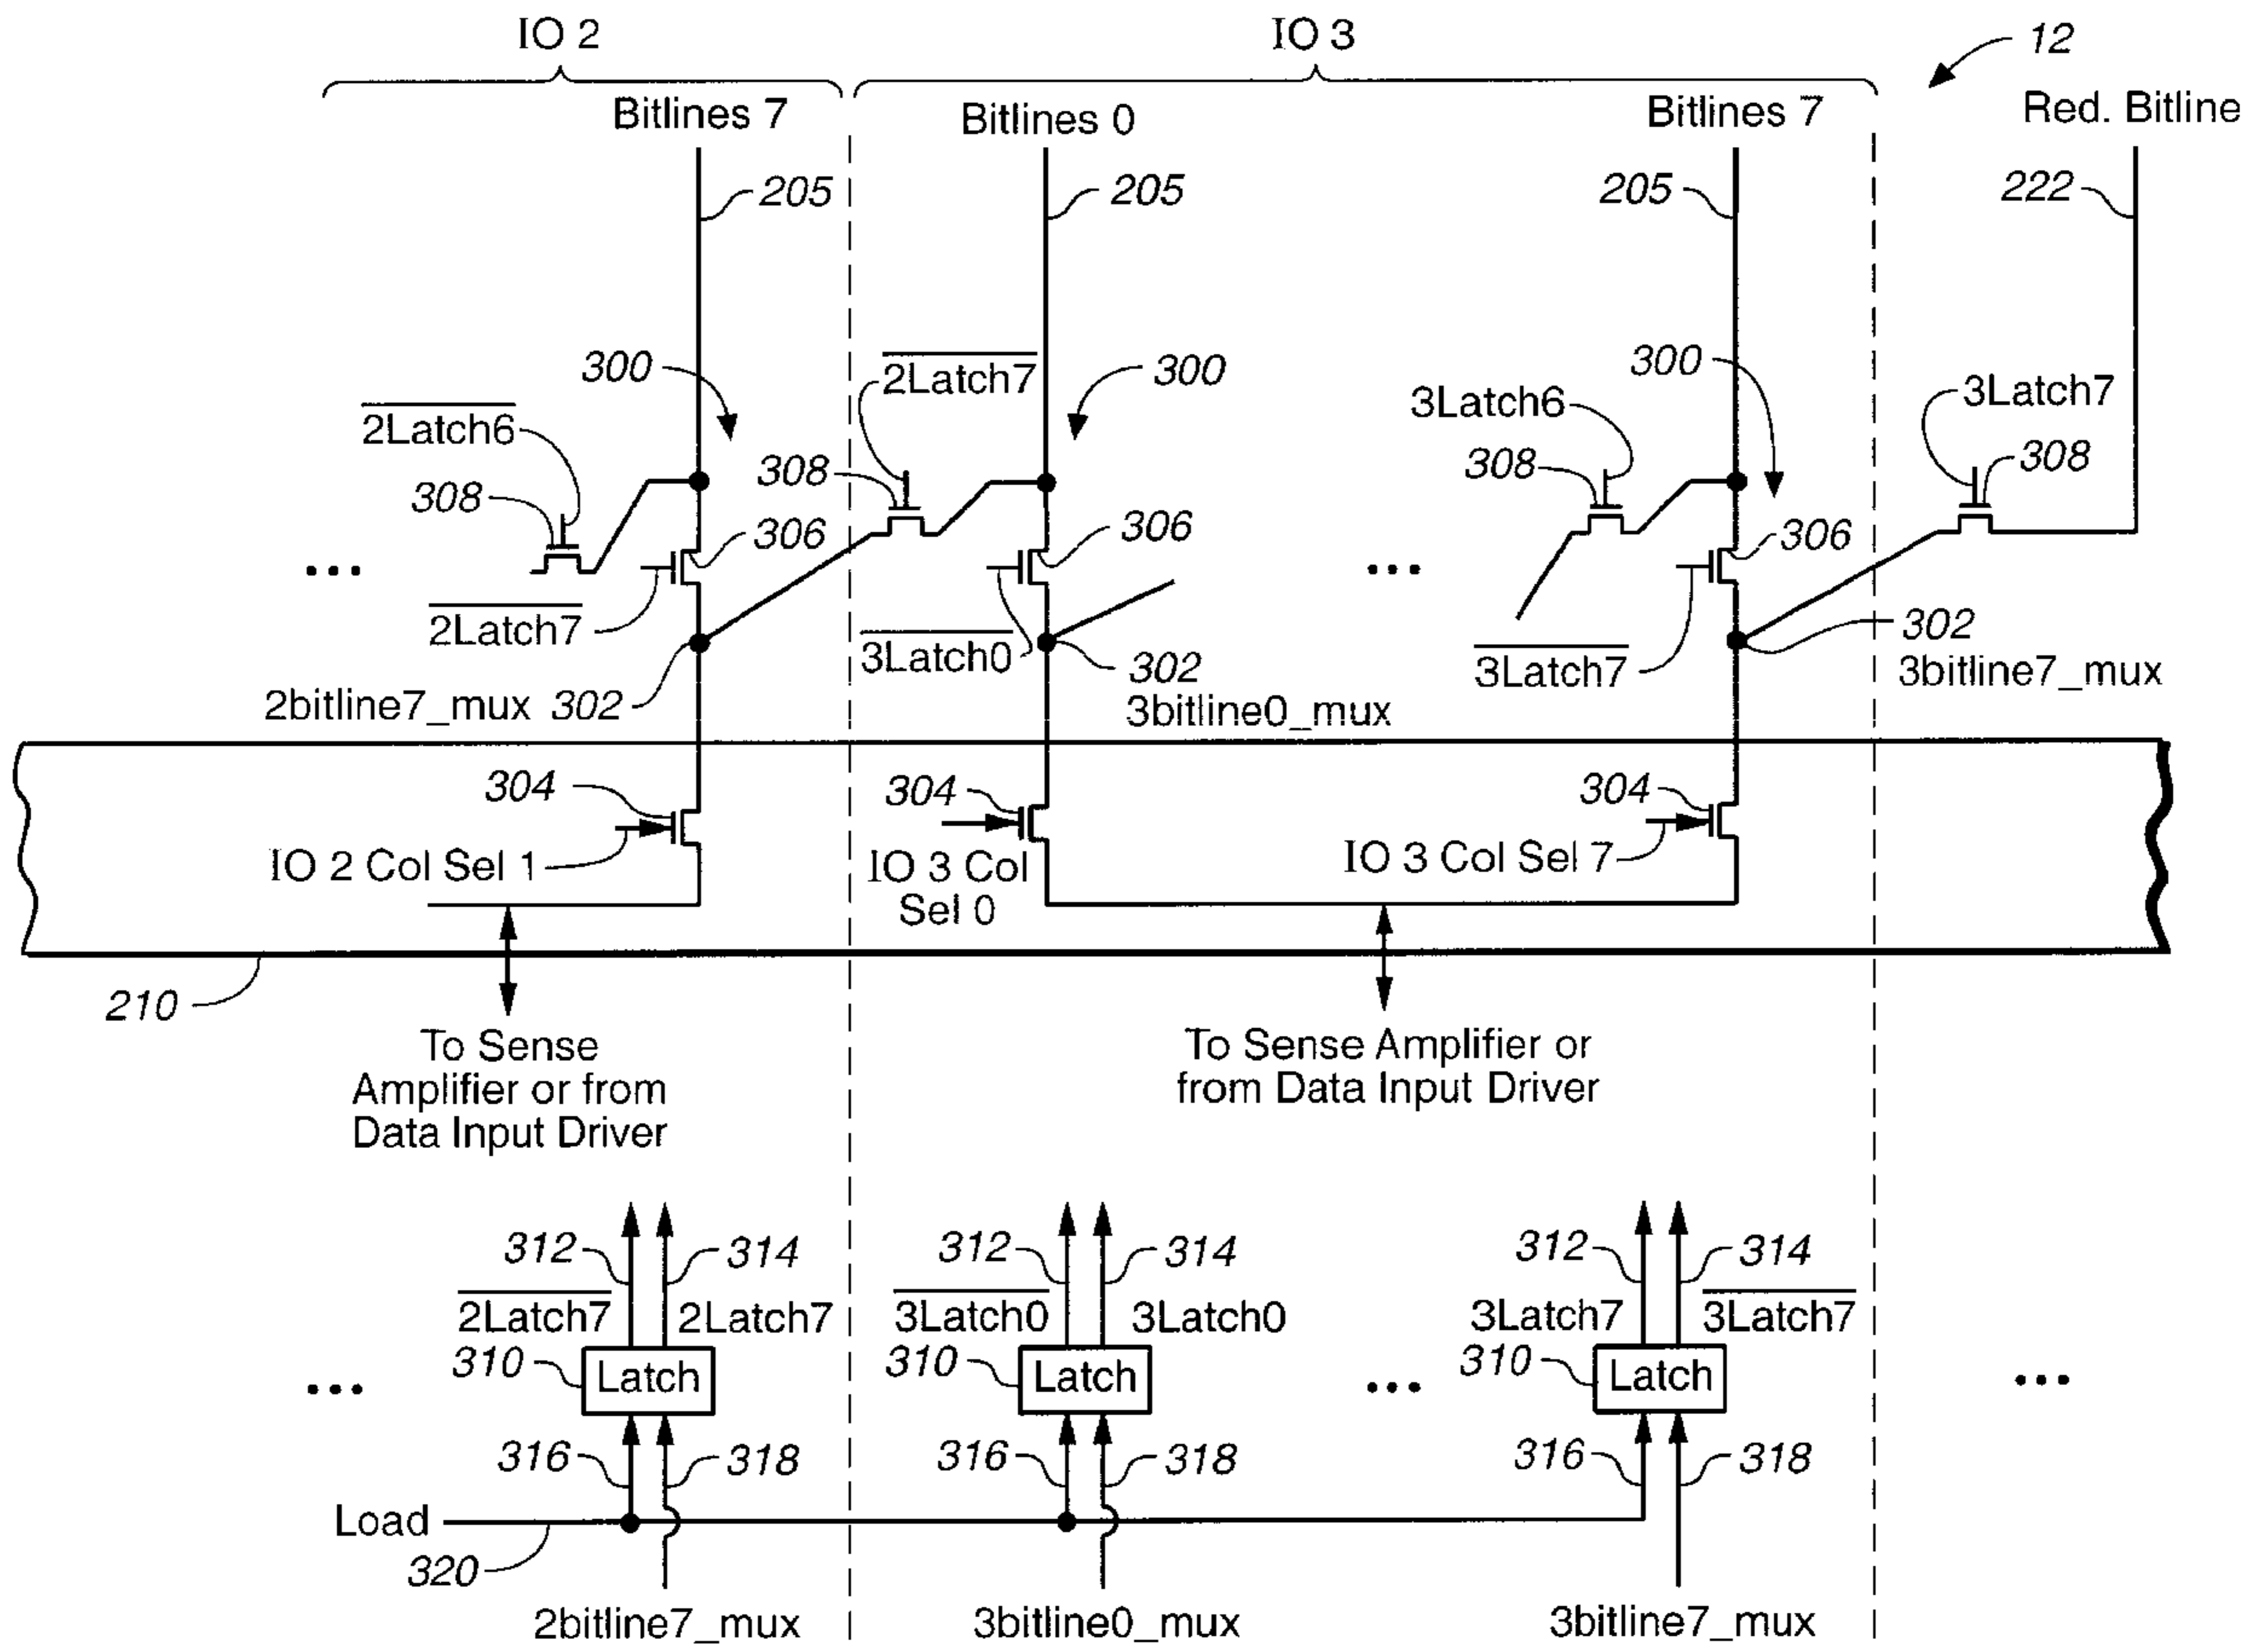 IO 2
IO 3
12
Bitlines 7
Bitlines 0
Bitlines 7
Red. Bitline
205
205
205
222
300
2Latch7
300
300
3Latch7
2Latch6
3Latch6
308
308
308
308
306
306
306
...
...
2Latch7
3Latch0
302
3Latch7
302
2bitline7_mux
302
3bitline0_mux
3bitline7_mux
304
304
304
IO 2 Col Sel 1
IO 3 Col
Sel 0
IO 3 Col Sel 7
210
To Sense
Amplifier or from
Data Input Driver
To Sense Amplifier or
from Data Input Driver
312
314
312
314
312
314
2Latch7
2Latch7
3Latch0
3Latch0
3Latch7
3Latch7
310
Latch
310
Latch
310
Latch
...
...
...
316
318
316
318
316
318
Load
320
2bitline7_mux
3bitline0_mux
3bitline7_mux